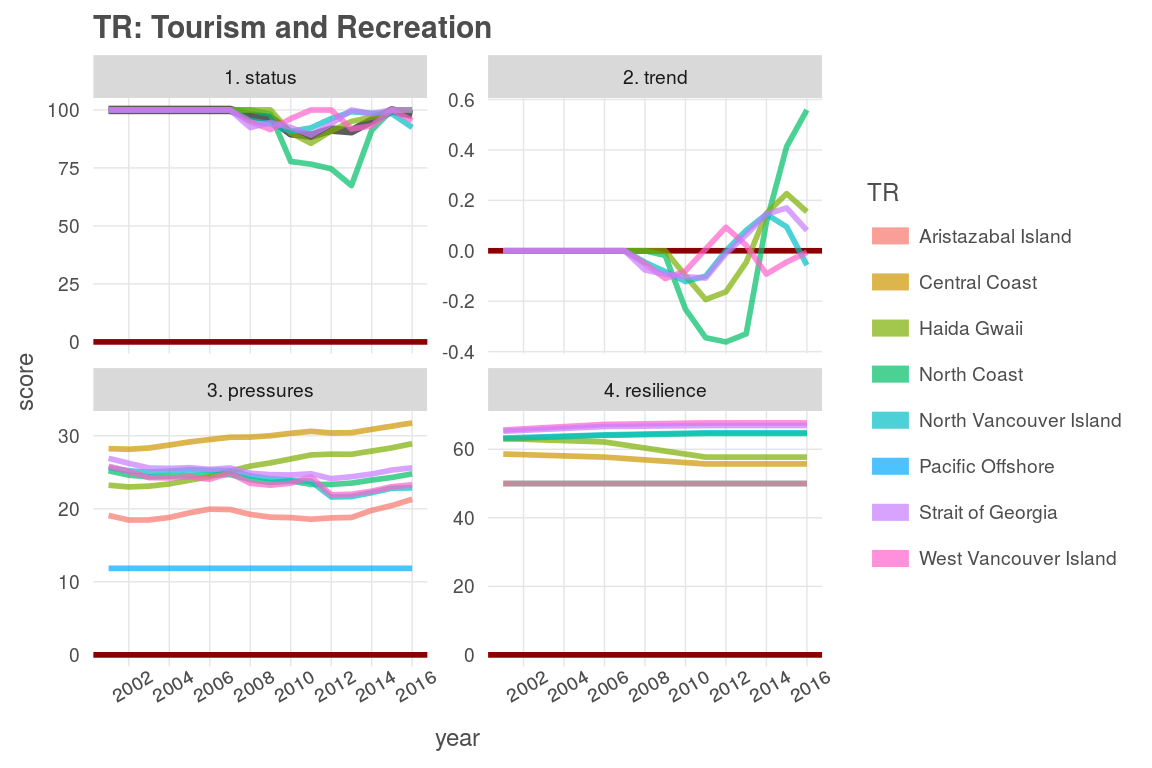 TR: Tourism and Recreation
1. status
2. trend
100
75
50
25
0
0.6
0.4
0.2
0.0
-0.2
-0.4
3. pressures
4. resilience
30
20
10
0
60
40
20
0
2002 2004 2006 2008 2010 2012 2014 2016
2002 2004 2006 2008 2010 2012 2014 2016
score
year
TR
Aristazabal Island
Central Coast
Haida Gwaii
North Coast
North Vancouver Island
Pacific Offshore
Strait of Georgia
West Vancouver Island